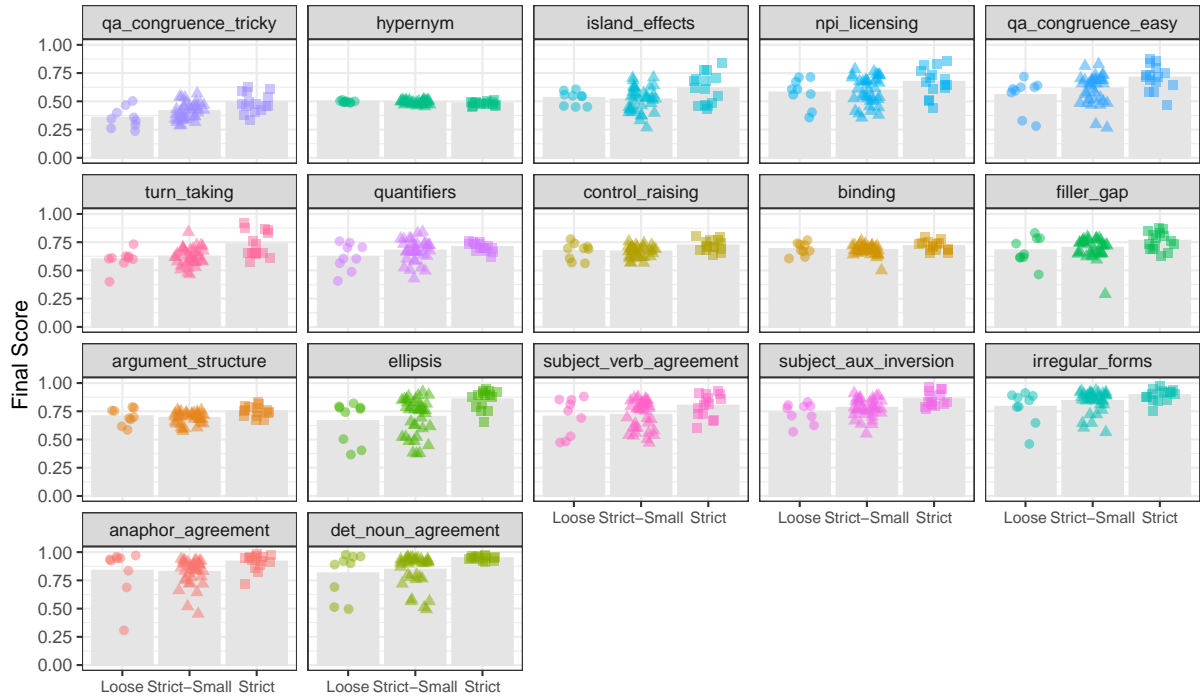 qa_congruence_tricky hypernym island_effects npi_licensing qa_congruence_easy
1.00
0.75
0.50
0.25
0.00
turn_taking quantifiers control_raising binding filler_gap
1.00
0.75
0.50
0.25
0.00
Final Score
argument_structure ellipsis subject_verb_agreement subject_aux_inversion irregular_forms
1.00
0.75
0.50
0.25
0.00
Loose Strict−Small Strict Loose Strict−Small Strict Loose Strict−Small Strict
anaphor_agreement det_noun_agreement
1.00
0.75
0.50
0.25
0.00
Loose Strict−Small Strict Loose Strict−Small Strict